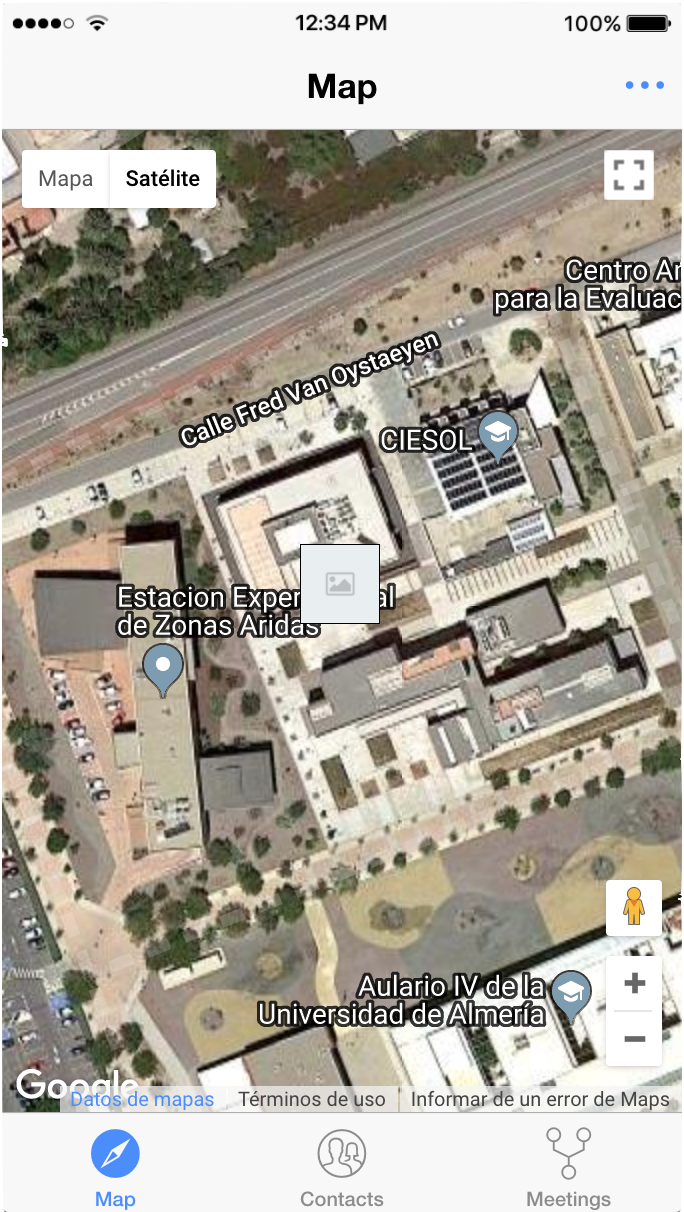 12:34 PM
100%
Map
Mapa
Satélite
Centro An
para la Evaluac
Calle Fred Van Oystaeyen
CIESOL
Estacion Exper al
de Zonas Aridas
Aulario IV de la
Universidad de Almería
Google
Datos de mapas
Términos de uso
Informar de un error de Maps
Map
Contacts
Meetings